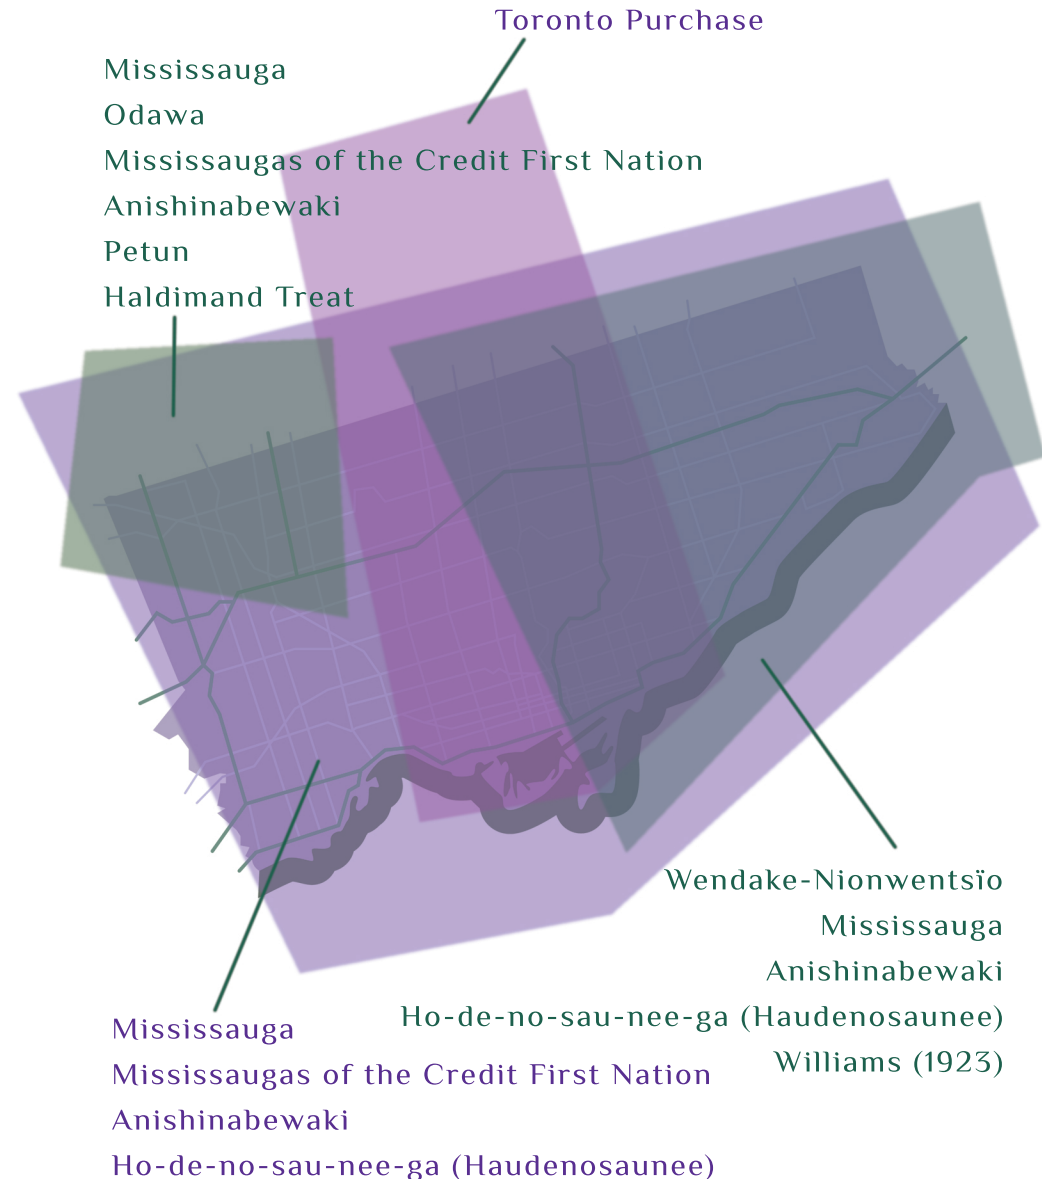 Toronto Purchase
Mississauga
Odawa
Mississaugas of the Credit First Nation
Anishinabewaki
Petun
Haldimand Treat
Wendake-Nionwentsïo
Mississauga
Anishinabewaki
Ho-de-no-sau-nee-ga (Haudenosaunee)
Williams (1923)
Mississauga
Mississaugas of the Credit First Nation
Anishinabewaki
Ho-de-no-sau-nee-ga (Haudenosaunee)